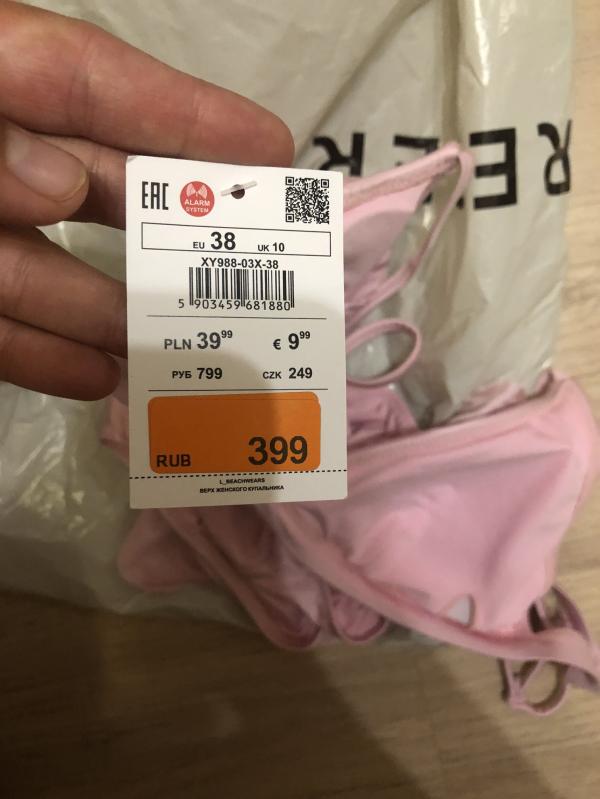 REER
EAC
ALARM
SYSTEM
EU 38 UK 10
XY988-03X-38
5 903459 681880
PLN 39⁹⁹ € 9⁹⁹
РУБ 799 CZK 249
RUB 399
L_BEACHWEARS
ВЕРХ ЖЕНСКОГО КУПАЛЬНИКА